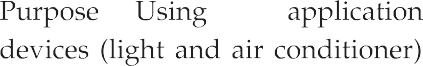 Purpose Using application
devices (light and air conditioner)